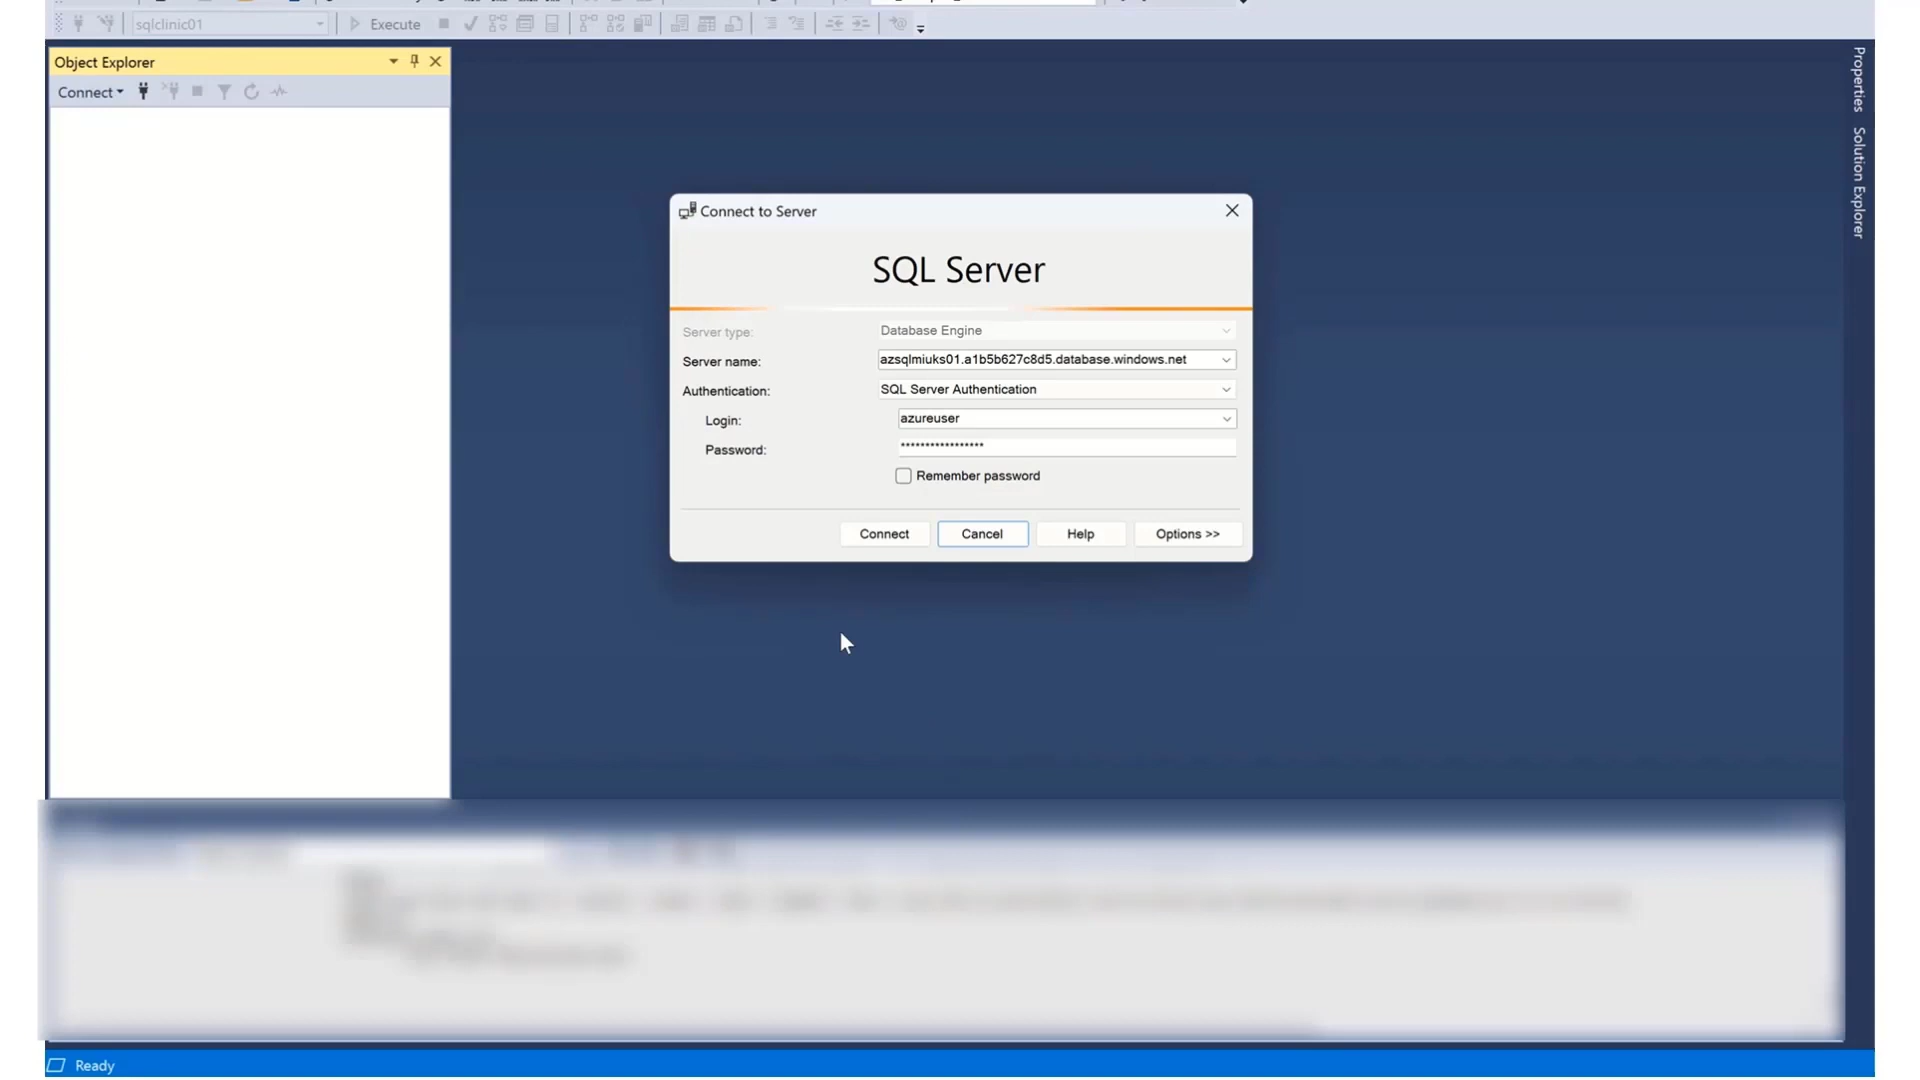 sqlclinic01
Execute
Object Explorer
Connect
Properties
Solution Explorer
Connect to Server
SQL Server
Server type:
Database Engine
Server name:
azsqlmiuks01.a1b5b627c8d5.database.windows.net
Authentication:
SQL Server Authentication
Login:
azureuser
Password:
*****************
Remember password
Connect
Cancel
Help
Options >>
Ready